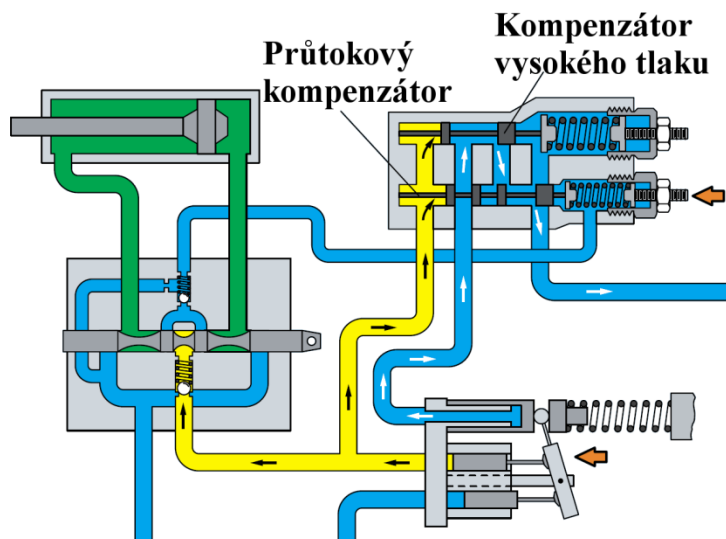 Průtokový
kompenzátor
Kompenzátor
vysokého tlaku